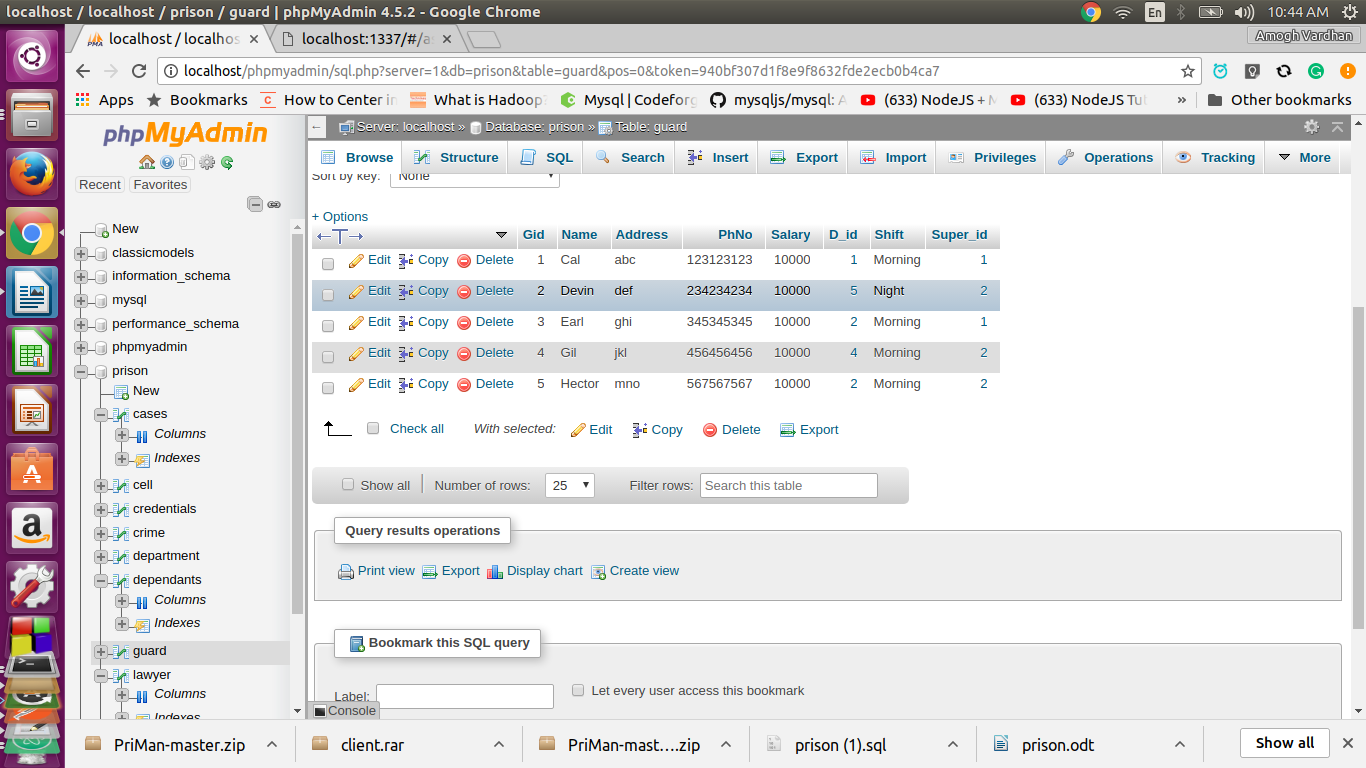 localhost / localhost / prison / guard | phpMyAdmin 4.5.2 - Google Chrome
En
10:44 AM
localhost / localhos
localhost:1337/#/a
Amogh Vardhan
localhost/phpmyadmin/sql.php?server=1&db=prison&table=guard&pos=0&token=940bf307d1f8e9f8632fde2ecb0b4ca7
Apps Bookmarks How to Center in What is Hadoop Mysql | Codeforg mysqljs/mysql: A (633) NodeJS + M (633) NodeJS Tu » Other bookmarks
phpMyAdmin
Recent Favorites
New
classicmodels
information_schema
mysql
performance_schema
phpmyadmin
prison
New
cases
Columns
Indexes
cell
credentials
crime
department
dependants
Columns
Indexes
guard
lawyer
Columns
Indexes
Server: localhost » Database: prison » Table: guard
Browse Structure SQL Search Insert Export Import Privileges Operations Tracking More
Sort by key: None
+ Options
←T→ Gid Name Address PhNo Salary D_id Shift Super_id
Edit Copy Delete 1 Cal abc 123123123 10000 1 Morning 1
Edit Copy Delete 2 Devin def 234234234 10000 5 Night 2
Edit Copy Delete 3 Earl ghi 345345345 10000 2 Morning 1
Edit Copy Delete 4 Gil jkl 456456456 10000 4 Morning 2
Edit Copy Delete 5 Hector mno 567567567 10000 2 Morning 2
Check all With selected: Edit Copy Delete Export
Show all Number of rows: 25 Filter rows: Search this table
Query results operations
Print view Export Display chart Create view
Bookmark this SQL query
Label: Let every user access this bookmark
Console
PriMan-master.zip client.rar PriMan-mast....zip prison (1).sql prison.odt Show all